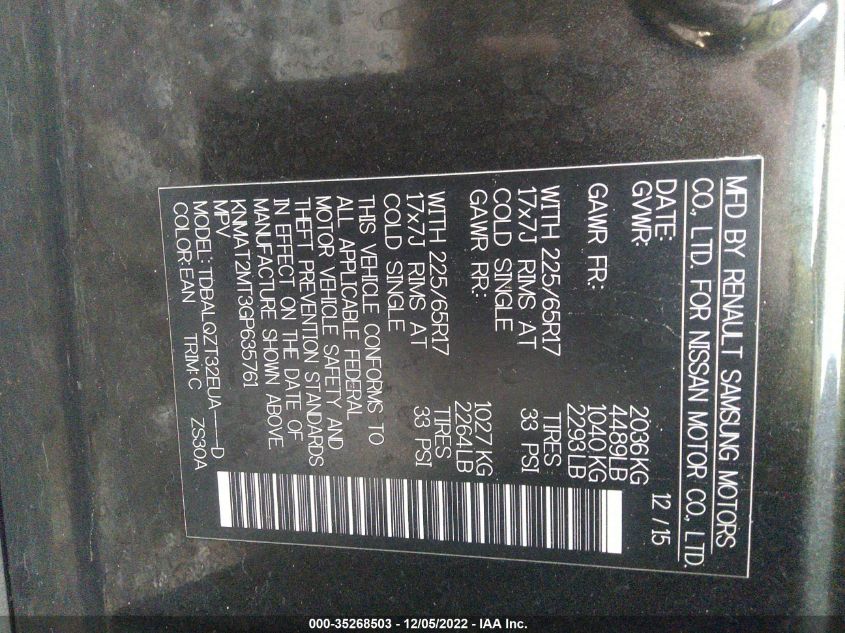 MFD BY RENAULT SAMSUNG MOTORS
CO., LTD. FOR NISSAN MOTOR CO., LTD.
DATE: 12 / 15
GVWR: 2036KG
4489LB
GAWR FR: 1040 KG
2293LB
WITH 225/65R17 TIRES
17x7J RIMS AT 33 PSI
COLD SINGLE
GAWR RR: 1027 KG
2264LB
WITH 225/65R17 TIRES
17x7J RIMS AT 33 PSI
COLD SINGLE
THIS VEHICLE CONFORMS TO
ALL APPLICABLE FEDERAL
MOTOR VEHICLE SAFETY AND
THEFT PREVENTION STANDARDS
IN EFFECT ON THE DATE OF
MANUFACTURE SHOWN ABOVE.
KNMAT2MT3GP635761
MPV
MODEL: TDBALQZT32EUA-----D
COLOR:EAN TRIM:C ZS30A
000-35268503 - 12/05/2022 - IAA Inc.